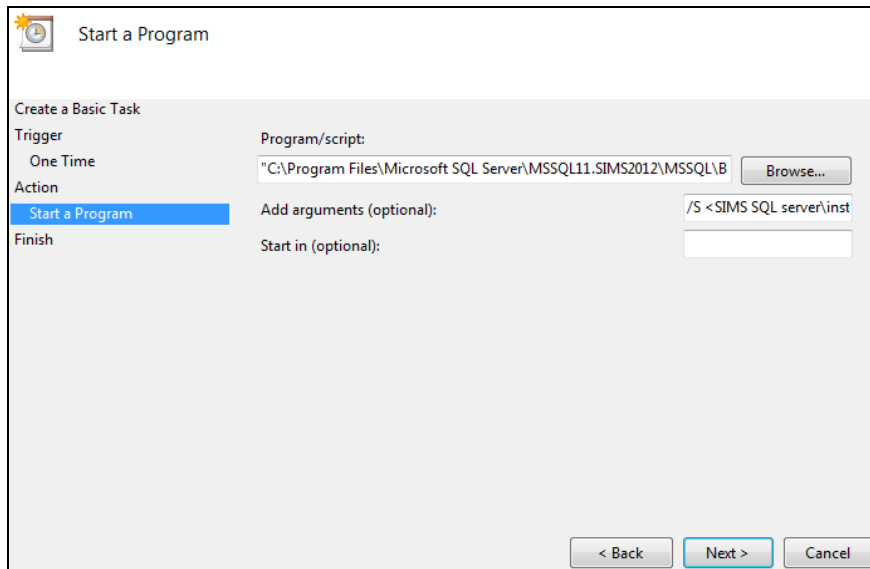 Start a Program
Create a Basic Task
Trigger
One Time
Action
Start a Program
Finish
Program/script:
"C:\Program Files\Microsoft SQL Server\MSSQL11.SIMS2012\MSSQL\B
Browse...
Add arguments (optional):
/S <SIMS SQL server\inst
Start in (optional):
< Back
Next >
Cancel